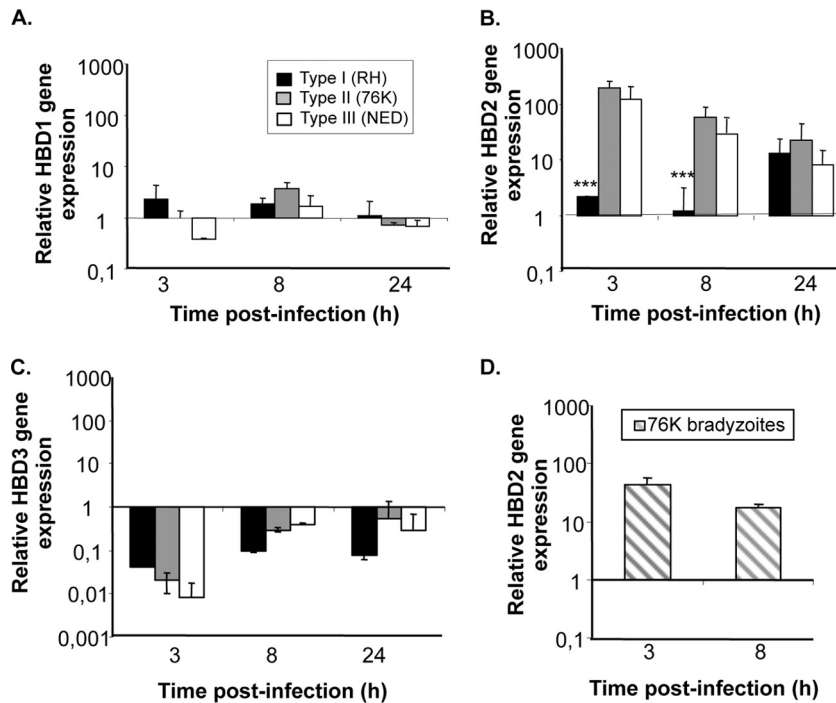 A.
Relative HBD1 gene
expression
1000
100
10
1
0,1
Type I (RH)
Type II (76K)
Type III (NED)
3
8
24
Time post-infection (h)
B.
Relative HBD2 gene
expression
1000
100
10
1
0,1
***
***
3
8
24
Time post-infection (h)
C.
Relative HBD3 gene
expression
1000
100
10
1
0,1
0,01
0,001
3
8
24
Time post-infection (h)
D.
Relative HBD2 gene
expression
1000
100
10
1
0,1
76K bradyzoites
3
8
Time post-infection (h)